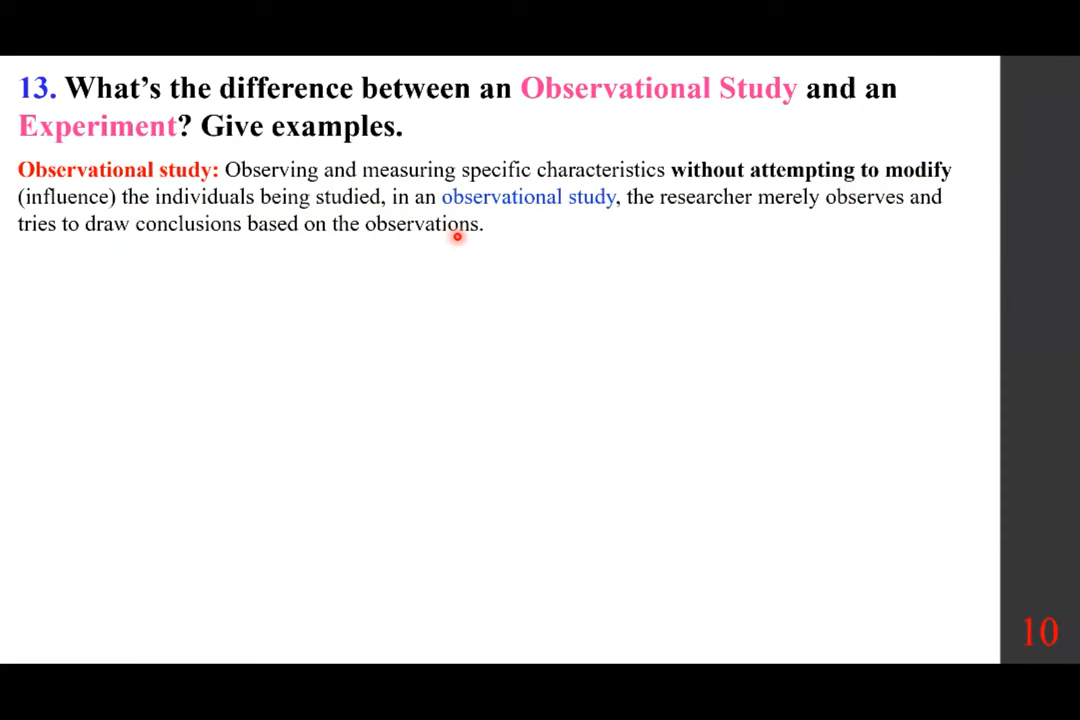 13. What’s the difference between an Observational Study and an
Experiment? Give examples.
Observational study: Observing and measuring specific characteristics without attempting to modify
(influence) the individuals being studied, in an observational study, the researcher merely observes and
tries to draw conclusions based on the observations.
10